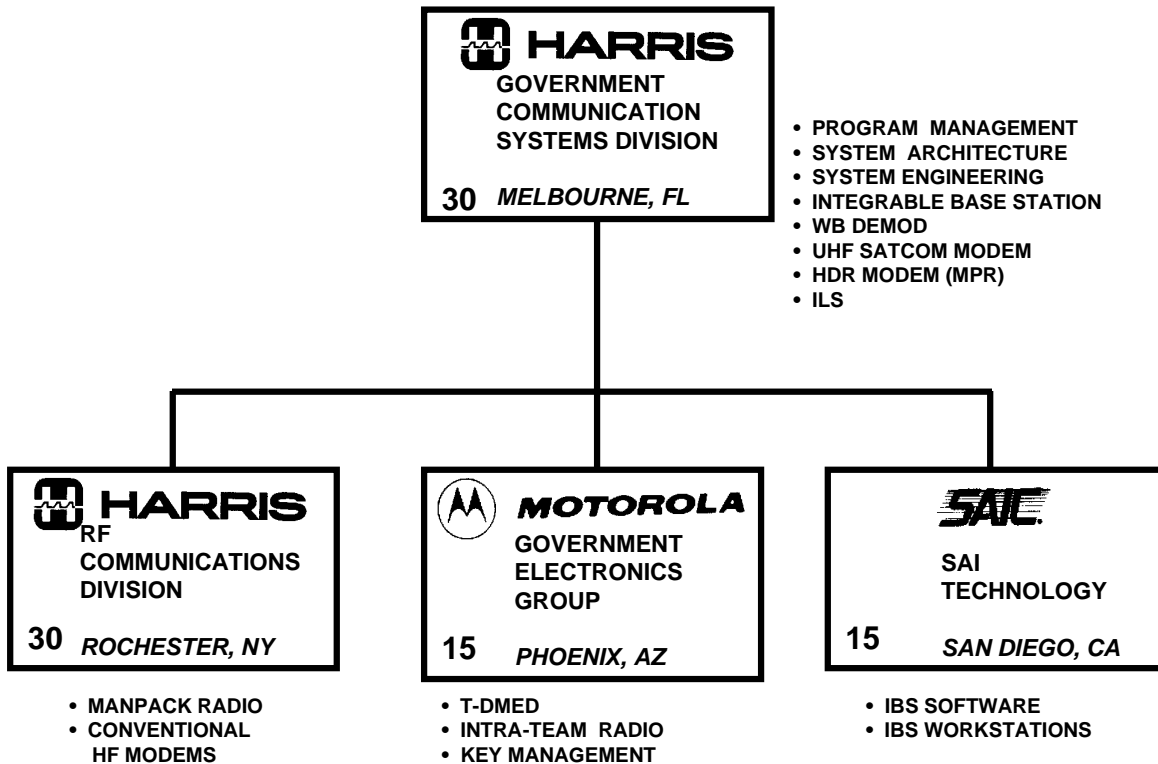 HARRIS
GOVERNMENT
COMMUNICATION
SYSTEMS DIVISION
30 MELBOURNE, FL
• PROGRAM MANAGEMENT
• SYSTEM ARCHITECTURE
• SYSTEM ENGINEERING
• INTEGRABLE BASE STATION
• WB DEMOD
• UHF SATCOM MODEM
• HDR MODEM (MPR)
• ILS
HARRIS
RF
COMMUNICATIONS
DIVISION
30 ROCHESTER, NY
• MANPACK RADIO
• CONVENTIONAL
HF MODEMS
MOTOROLA
GOVERNMENT
ELECTRONICS
GROUP
15 PHOENIX, AZ
• T-DMED
• INTRA-TEAM RADIO
• KEY MANAGEMENT
SAIC.
SAI
TECHNOLOGY
15 SAN DIEGO, CA
• IBS SOFTWARE
• IBS WORKSTATIONS